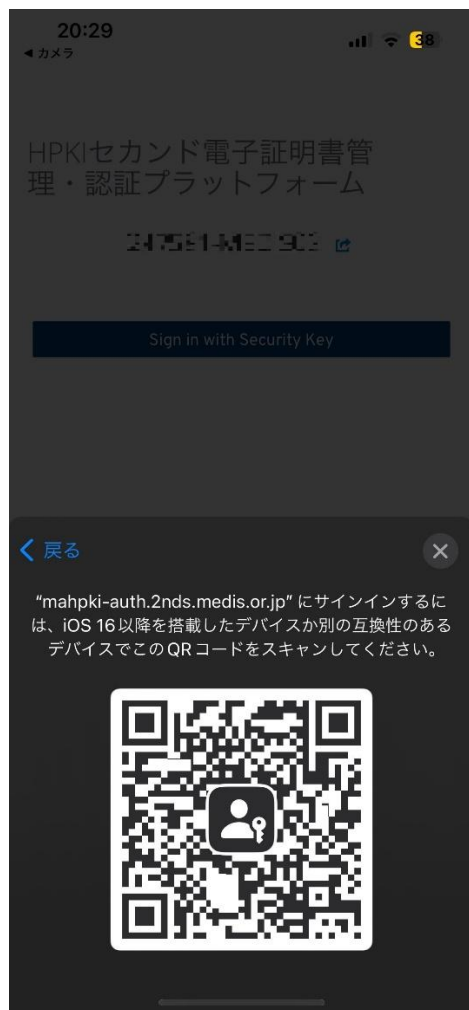 20:29
38
◀ カメラ
HPKIセカンド電子証明書管
理・認証プラットフォーム
Sign in with Security Key
戻る
“mahpki-auth.2nds.medis.or.jp” にサインインするに
は、iOS 16以降を搭載したデバイスか別の互換性のある
デバイスでこのQRコードをスキャンしてください。